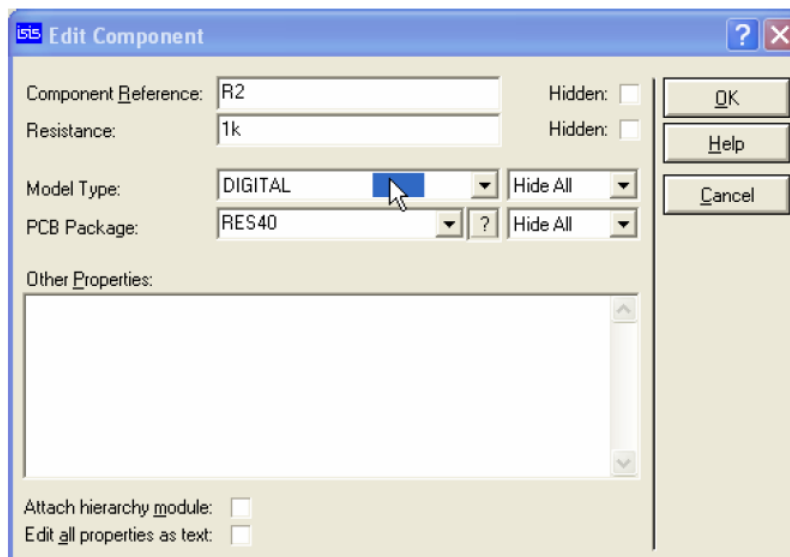 isis Edit Component ?
Component Reference: R2 Hidden: OK
Resistance: 1k Hidden:
Help
Model Type: DIGITAL Hide All
Cancel
PCB Package: RES40 ? Hide All
Other Properties:
Attach hierarchy module:
Edit all properties as text: